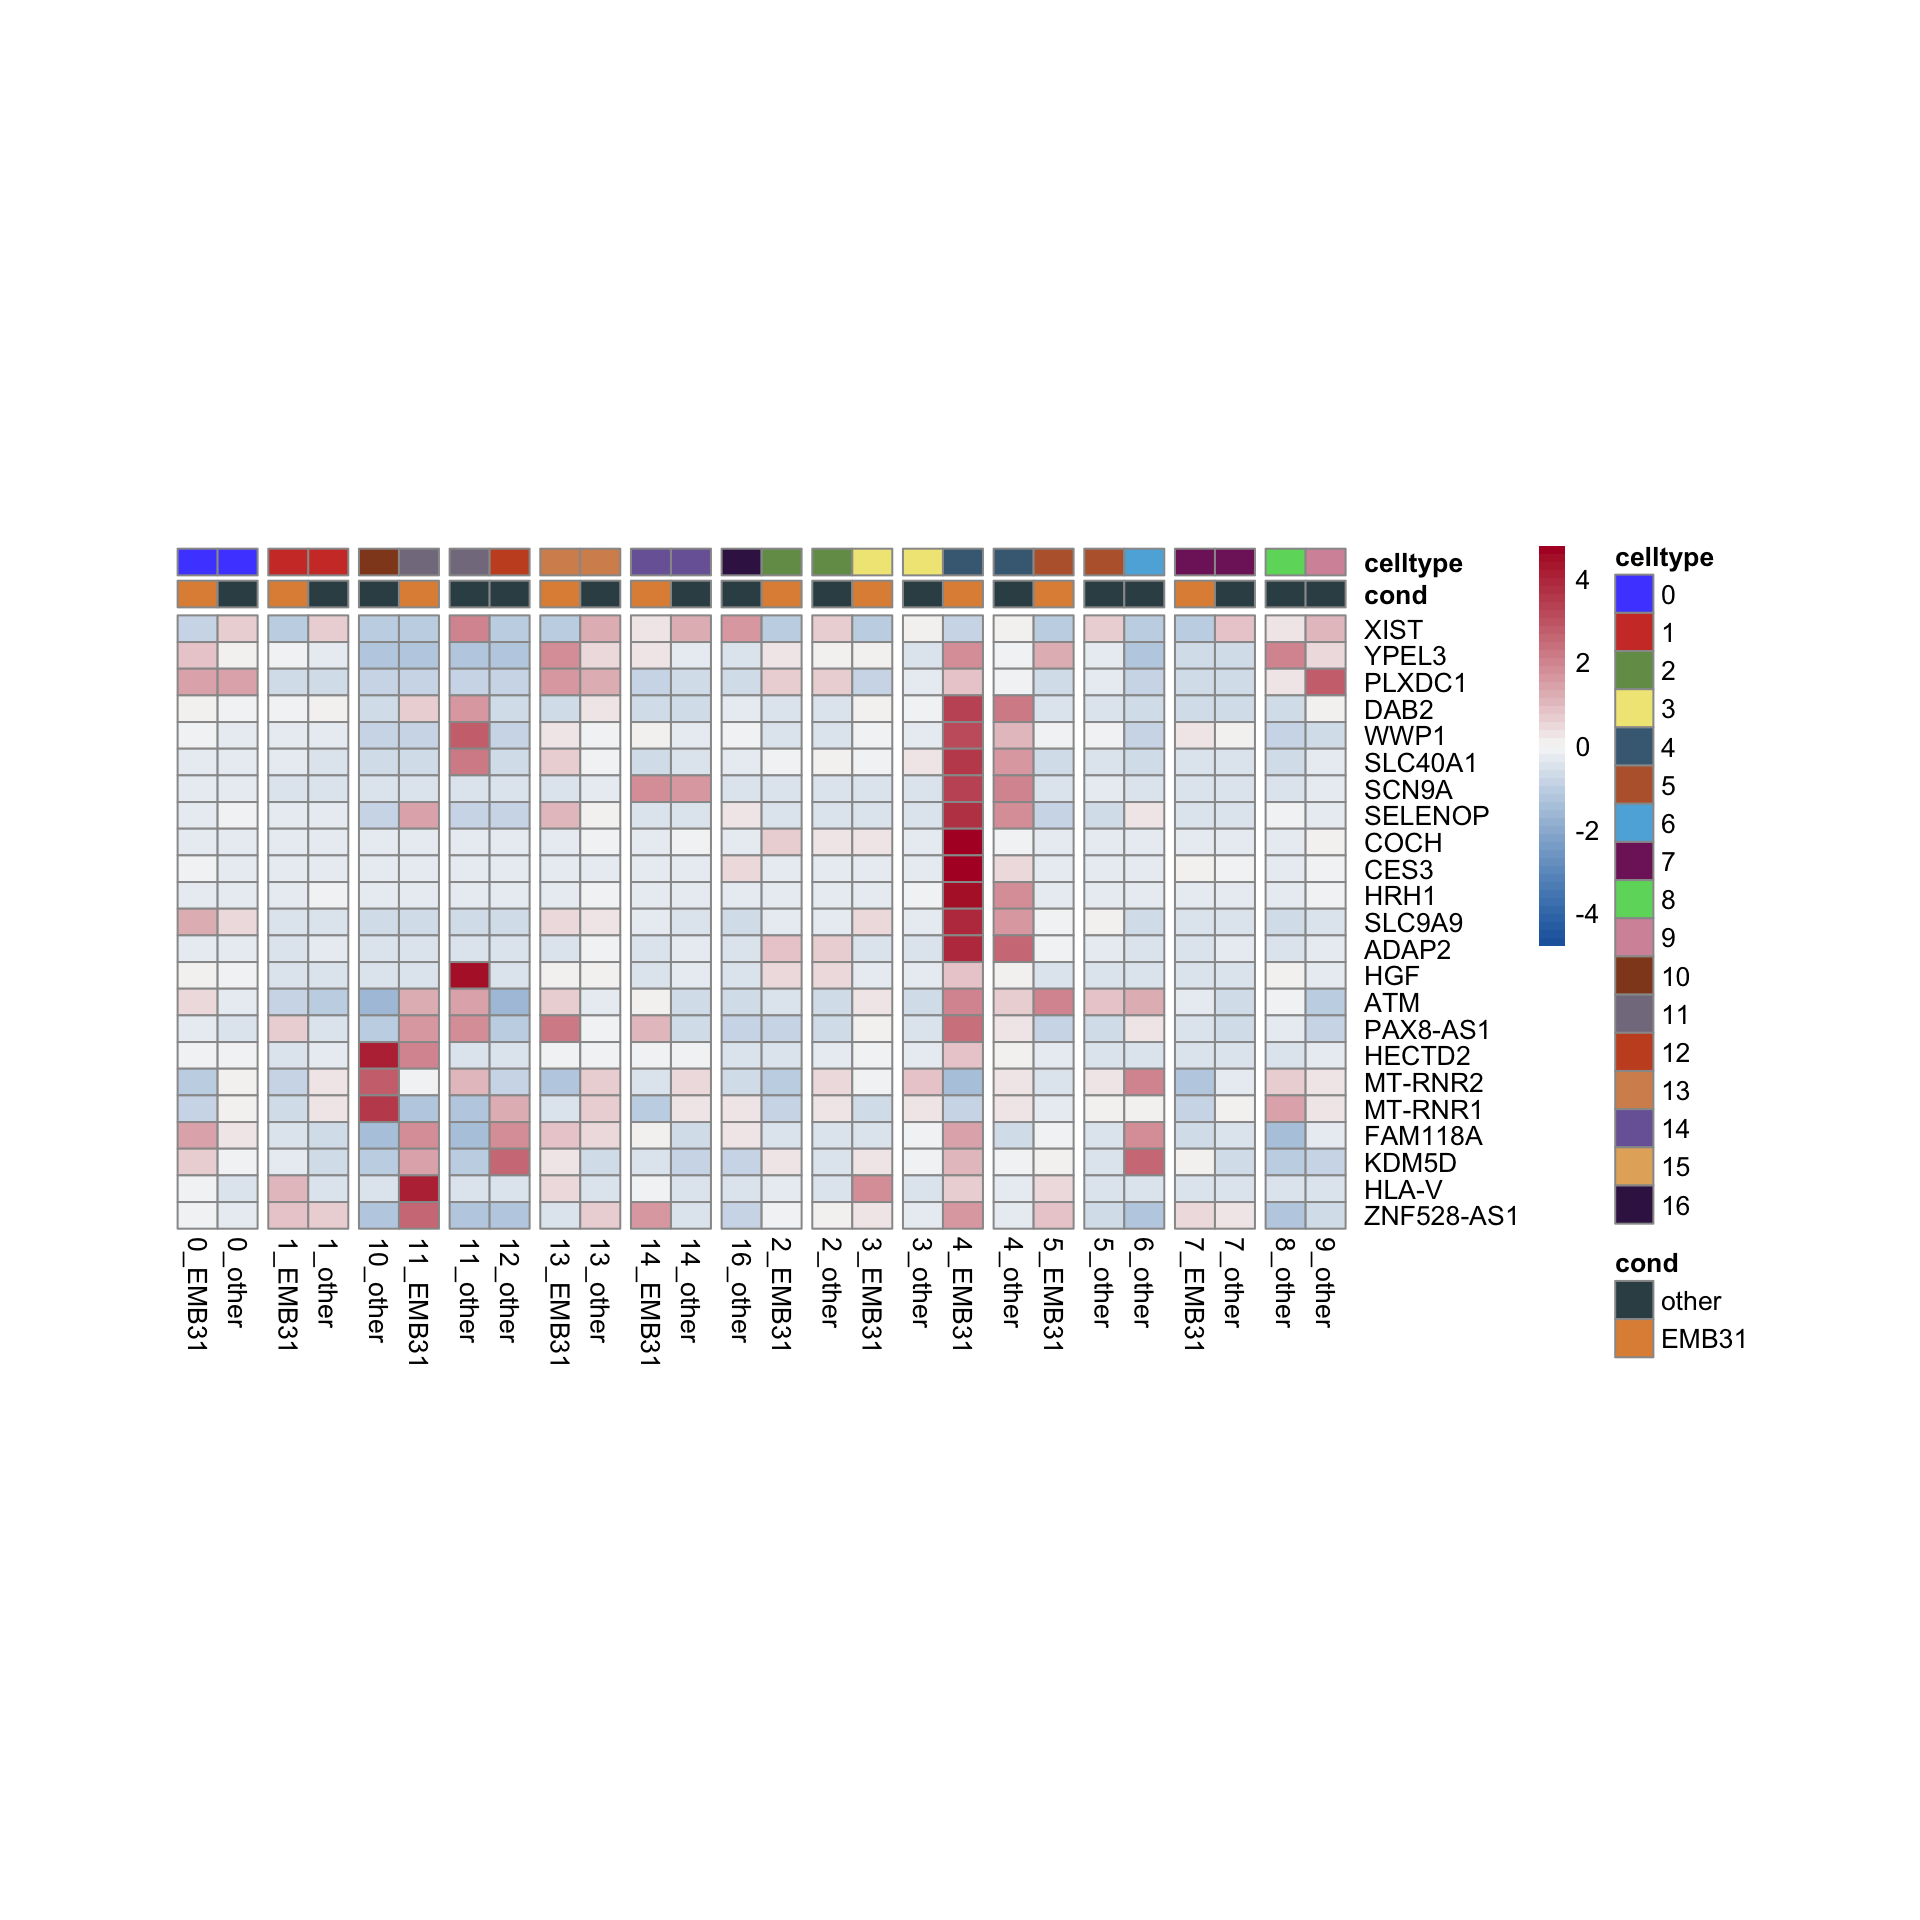 celltype
cond
XIST
YPEL3
PLXDC1
DAB2
WWP1
SLC40A1
SCN9A
SELENOP
COCH
CES3
HRH1
SLC9A9
ADAP2
HGF
ATM
PAX8-AS1
HECTD2
MT-RNR2
MT-RNR1
FAM118A
KDM5D
HLA-V
ZNF528-AS1
0_EMB31
0_other
1_EMB31
1_other
10_other
11_EMB31
11_other
12_other
13_EMB31
13_other
14_EMB31
14_other
16_other
2_EMB31
2_other
3_EMB31
3_other
4_EMB31
4_other
5_EMB31
5_other
6_other
7_EMB31
7_other
8_other
9_other
4
2
0
-2
-4
celltype
0
1
2
3
4
5
6
7
8
9
10
11
12
13
14
15
16
cond
other
EMB31